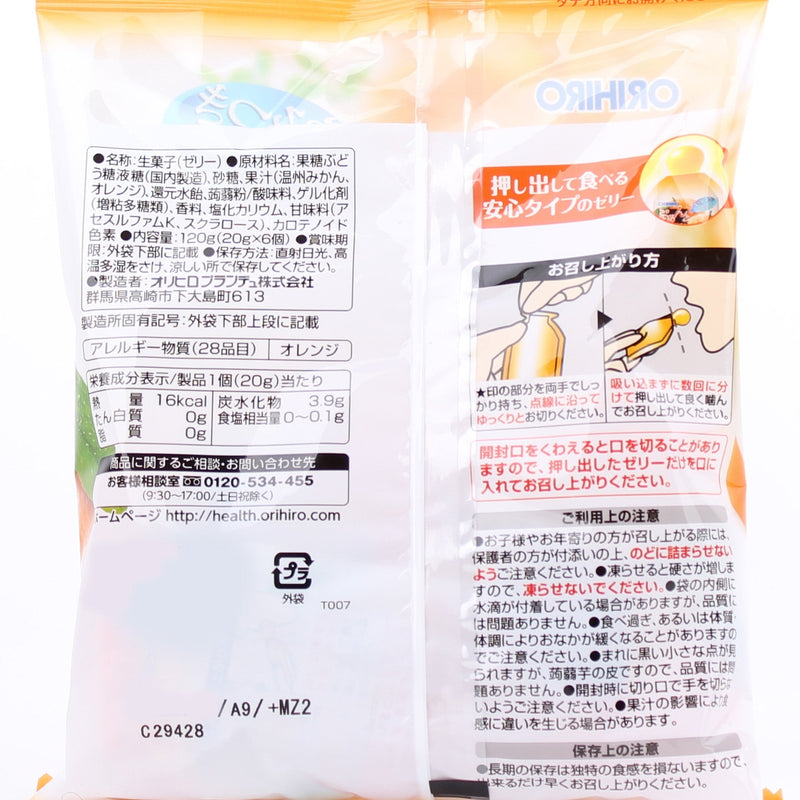 ●名称:生菓子(ゼリー)●原材料名:果糖ぶど
う糖液糖(国内製造)、砂糖、果汁(温州みかん、
オレンジ)、還元水飴、蒟蒻粉/酸味料、ゲル化剤
(増粘多糖類)、香料、塩化カリウム、甘味料(ア
セスルファムK、スクラロース)、カロテノイド
色素●内容量:120g(20g×6個)●賞味期
限:外袋下部に記載●保存方法:直射日光、高
温多湿をさけ、涼しい所で保存してください。
●製造者:オリヒロプランデュ株式会社
群馬県高崎市下大島町613
製造所固有記号:外袋下部上段に記載
アレルギー物質(28品目) オレンジ
栄養成分表示/製品1個(20g)当たり
熱量 16kcal 炭水化物 3.9g
たん白質 0g 食塩相当量 0〜0.1g
脂質 0g
商品に関するご相談・お問い合わせ先
お客様相談室 0120-534-455
(9:30〜17:00/土日祝除く)
ホームページ http://health.orihiro.com
プラ
外袋
T007
/A9/+MZ2
C29428
ORIHIRO
押し出して食べる
安心タイプのゼリー
お召し上がり方
★印の部分を両手でしっ
かり持ち、点線に沿って
ゆっくりとお切りください。
吸い込まずに数回に分
けて押し出して良く噛ん
でお召し上がりください。
開封口をくわえると口を切ることがあり
ますので、押し出したゼリーだけを口に
入れてお召し上がりください。
ご利用上の注意
●お子様やお年寄りの方が召し上がる際には、
保護者の方が付添いの上、のどに詰まらせない
ようご注意ください。●凍らせると硬さが増しま
すので、凍らせないでください。●袋の内側に
水滴が付着している場合がありますが、品質に
は問題ありません。●食べ過ぎ、あるいは体質・
体調によりおなかが緩くなることがありますの
でご注意ください。●まれに黒い小さな点が見
られますが、蒟蒻芋の皮ですので、品質には問
題ありません。●開封時に切り口で手を切らな
いようご注意ください。●果汁の影響により食
感に違いを生じる場合があります。
保存上の注意
●長期の保存は独特の食感を損ないますので、
出来るだけ早くお召し上がりください。